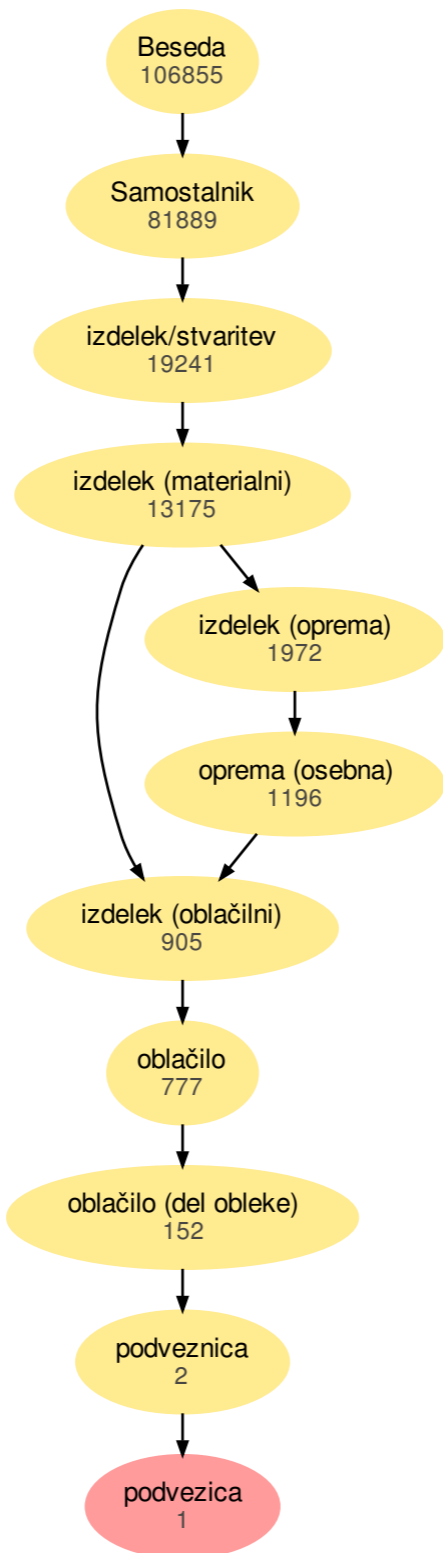 Beseda
106855
Samostalnik
81889
izdelek/stvaritev
19241
izdelek (materialni)
13175
izdelek (oprema)
1972
oprema (osebna)
1196
izdelek (oblačilni)
905
oblačilo
777
oblačilo (del obleke)
152
podveznica
2
podvezica
1